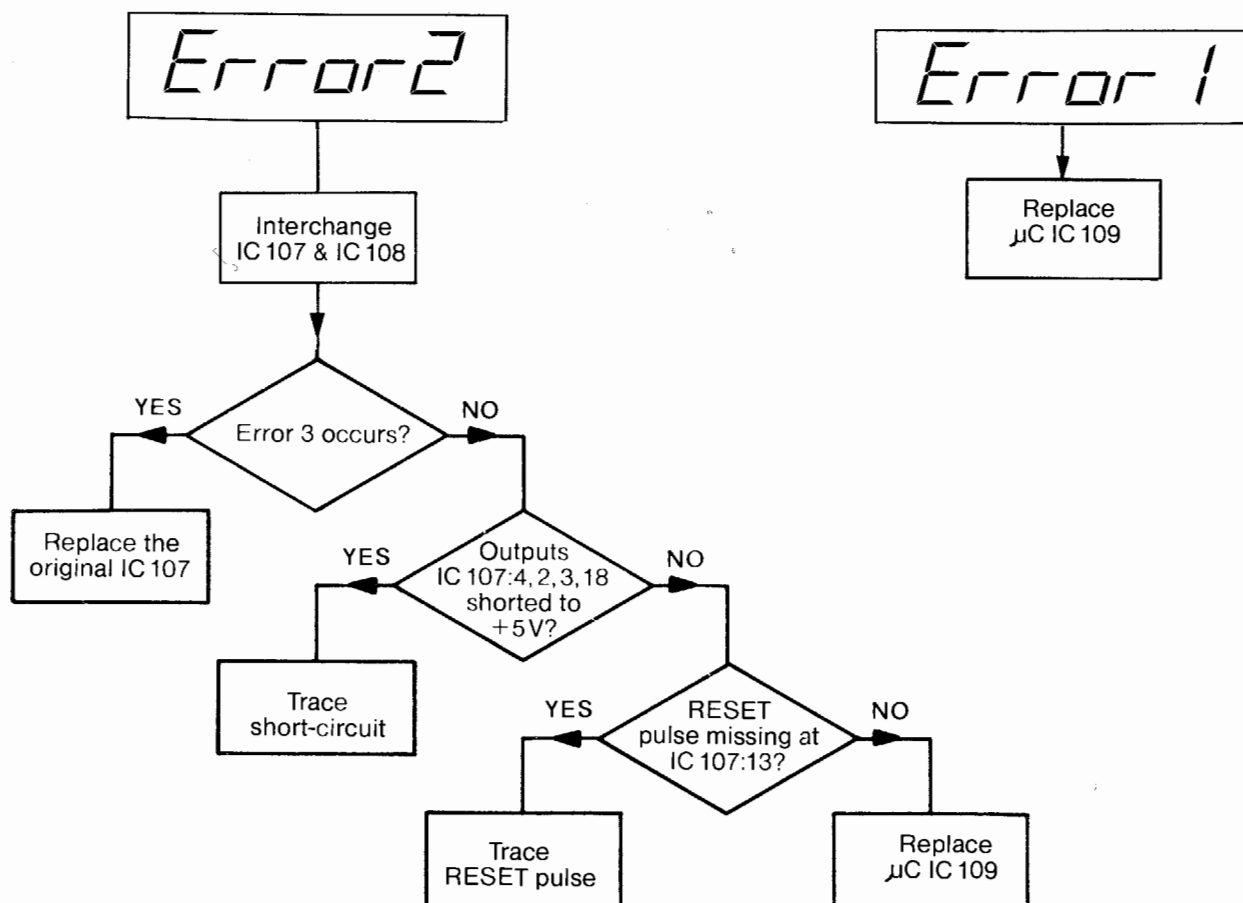 Error2
Error 1
Interchange
IC 107 & IC 108
Replace
µC IC 109
YES
NO
Error 3 occurs?
Replace the
original IC 107
YES
NO
Outputs
IC 107:4, 2, 3, 18
shorted to
+5V?
Trace
short-circuit
YES
NO
RESET
pulse missing at
IC 107:13?
Trace
RESET pulse
Replace
µC IC 109